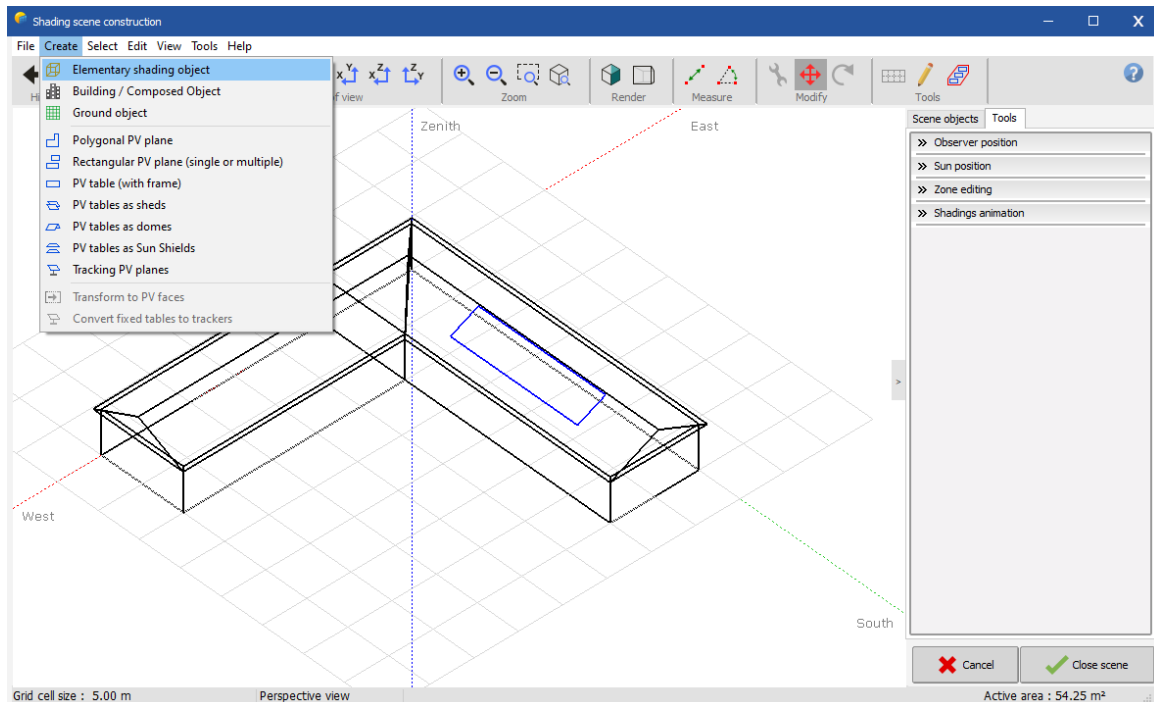 Shading scene construction
File Create Select Edit View Tools Help
Elementary shading object
Building / Composed Object
Ground object
Polygonal PV plane
Rectangular PV plane (single or multiple)
PV table (with frame)
PV tables as sheds
PV tables as domes
PV tables as Sun Shields
Tracking PV planes
Transform to PV faces
Convert fixed tables to trackers
Zoom
Render
Measure
Modify
Tools
Zenith
East
West
South
Scene objects Tools
Observer position
Sun position
Zone editing
Shadings animation
Cancel
Close scene
Grid cell size : 5.00 m
Perspective view
Active area : 54.25 m²